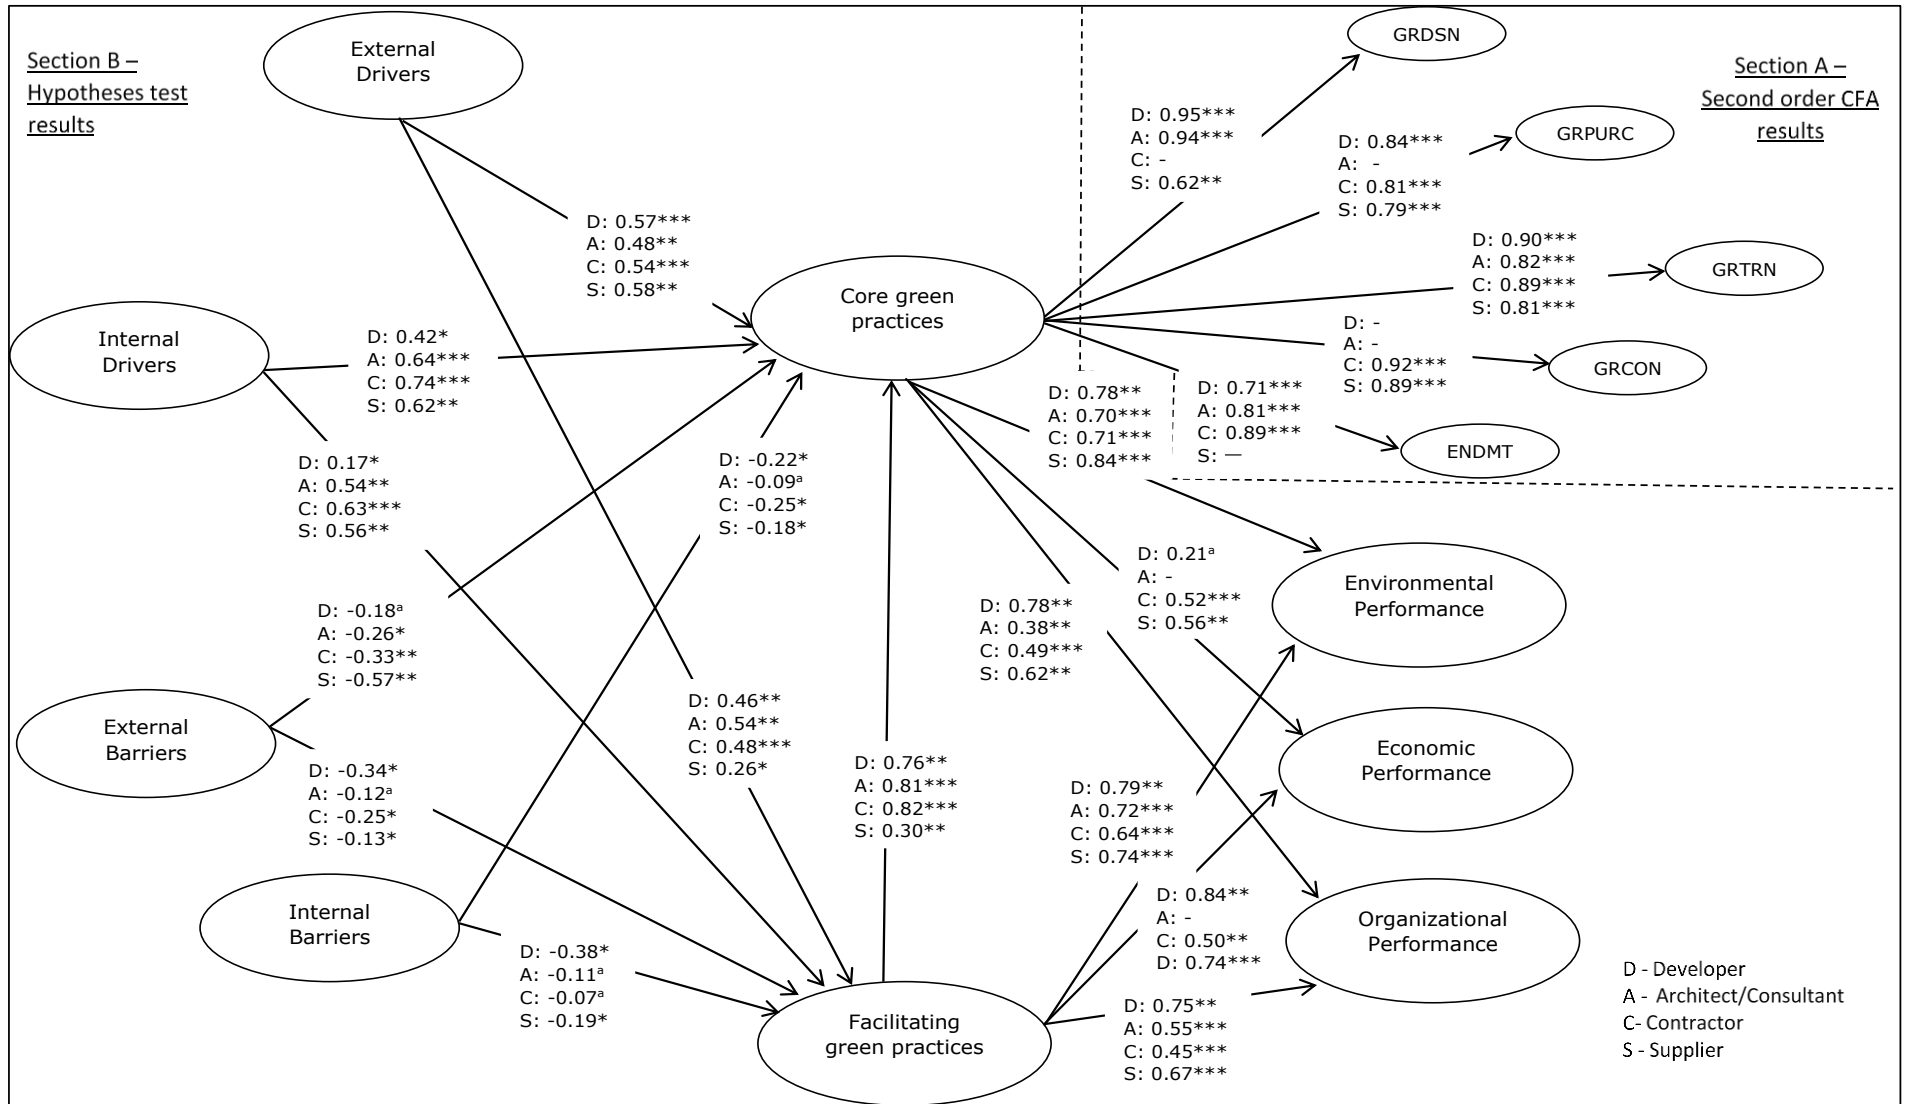 Section B –
Hypotheses test
results
External
Drivers
GRDSN
Section A –
Second order CFA
results
D: 0.95***
A: 0.94***
C: -
S: 0.62**
GRPURC
D: 0.84***
A: -
C: 0.81***
S: 0.79***
D: 0.57***
A: 0.48**
C: 0.54***
S: 0.58**
D: 0.90***
A: 0.82***
C: 0.89***
S: 0.81***
GRTRN
Core green
practices
Internal
Drivers
D: 0.42*
A: 0.64***
C: 0.74***
S: 0.62**
D: -
A: -
C: 0.92***
S: 0.89***
GRCON
D: 0.78**
A: 0.70***
C: 0.71***
S: 0.84***
D: 0.71***
A: 0.81***
C: 0.89***
S: —
ENDMT
D: 0.17*
A: 0.54**
C: 0.63***
S: 0.56**
D: -0.22*
A: -0.09ᵃ
C: -0.25*
S: -0.18*
D: 0.21ᵃ
A: -
C: 0.52***
S: 0.56**
Environmental
Performance
D: -0.18ᵃ
A: -0.26*
C: -0.33**
S: -0.57**
D: 0.78**
A: 0.38**
C: 0.49***
S: 0.62**
External
Barriers
D: 0.46**
A: 0.54**
C: 0.48***
S: 0.26*
Economic
Performance
D: -0.34*
A: -0.12ᵃ
C: -0.25*
S: -0.13*
D: 0.76**
A: 0.81***
C: 0.82***
S: 0.30**
D: 0.79**
A: 0.72***
C: 0.64***
S: 0.74***
Internal
Barriers
D: 0.84**
A: -
C: 0.50**
D: 0.74***
Organizational
Performance
D: -0.38*
A: -0.11ᵃ
C: -0.07ᵃ
S: -0.19*
Facilitating
green practices
D: 0.75**
A: 0.55***
C: 0.45***
S: 0.67***
D - Developer
A - Architect/Consultant
C- Contractor
S - Supplier